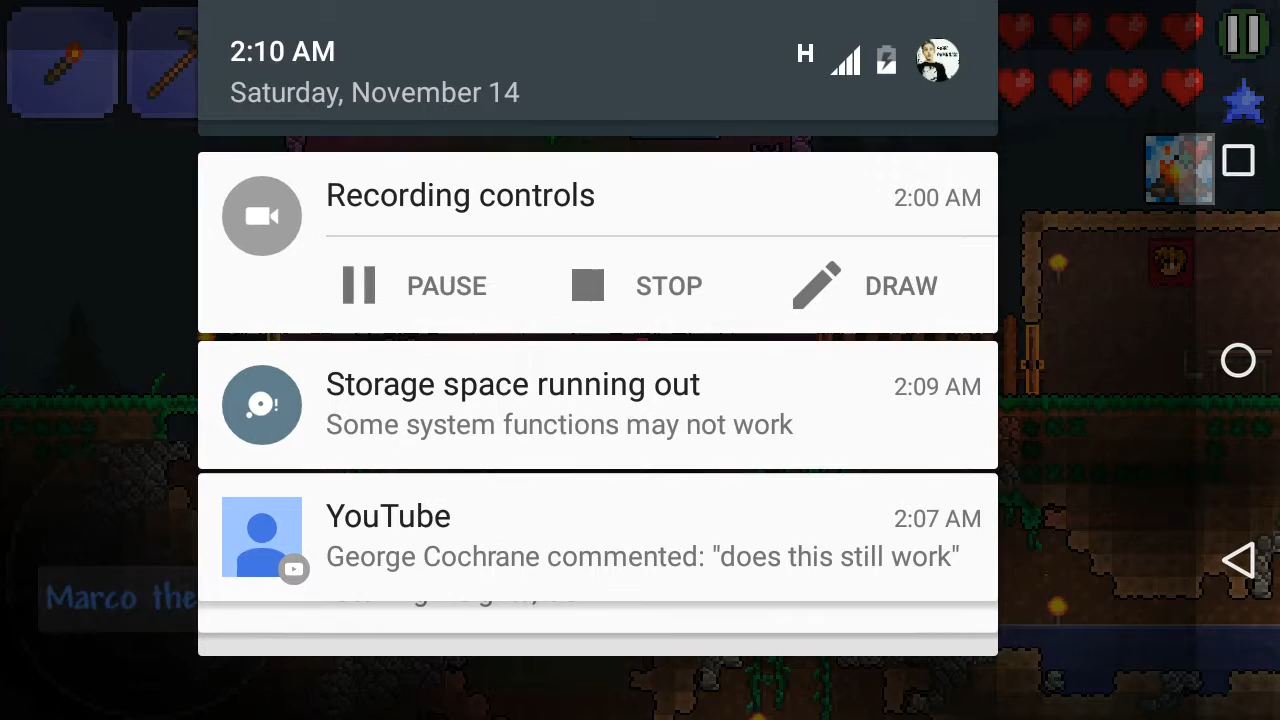 2:10 AM
H
Saturday, November 14
Recording controls 2:00 AM
PAUSE STOP DRAW
Storage space running out 2:09 AM
Some system functions may not work
YouTube 2:07 AM
George Cochrane commented: "does this still work"
Marco the